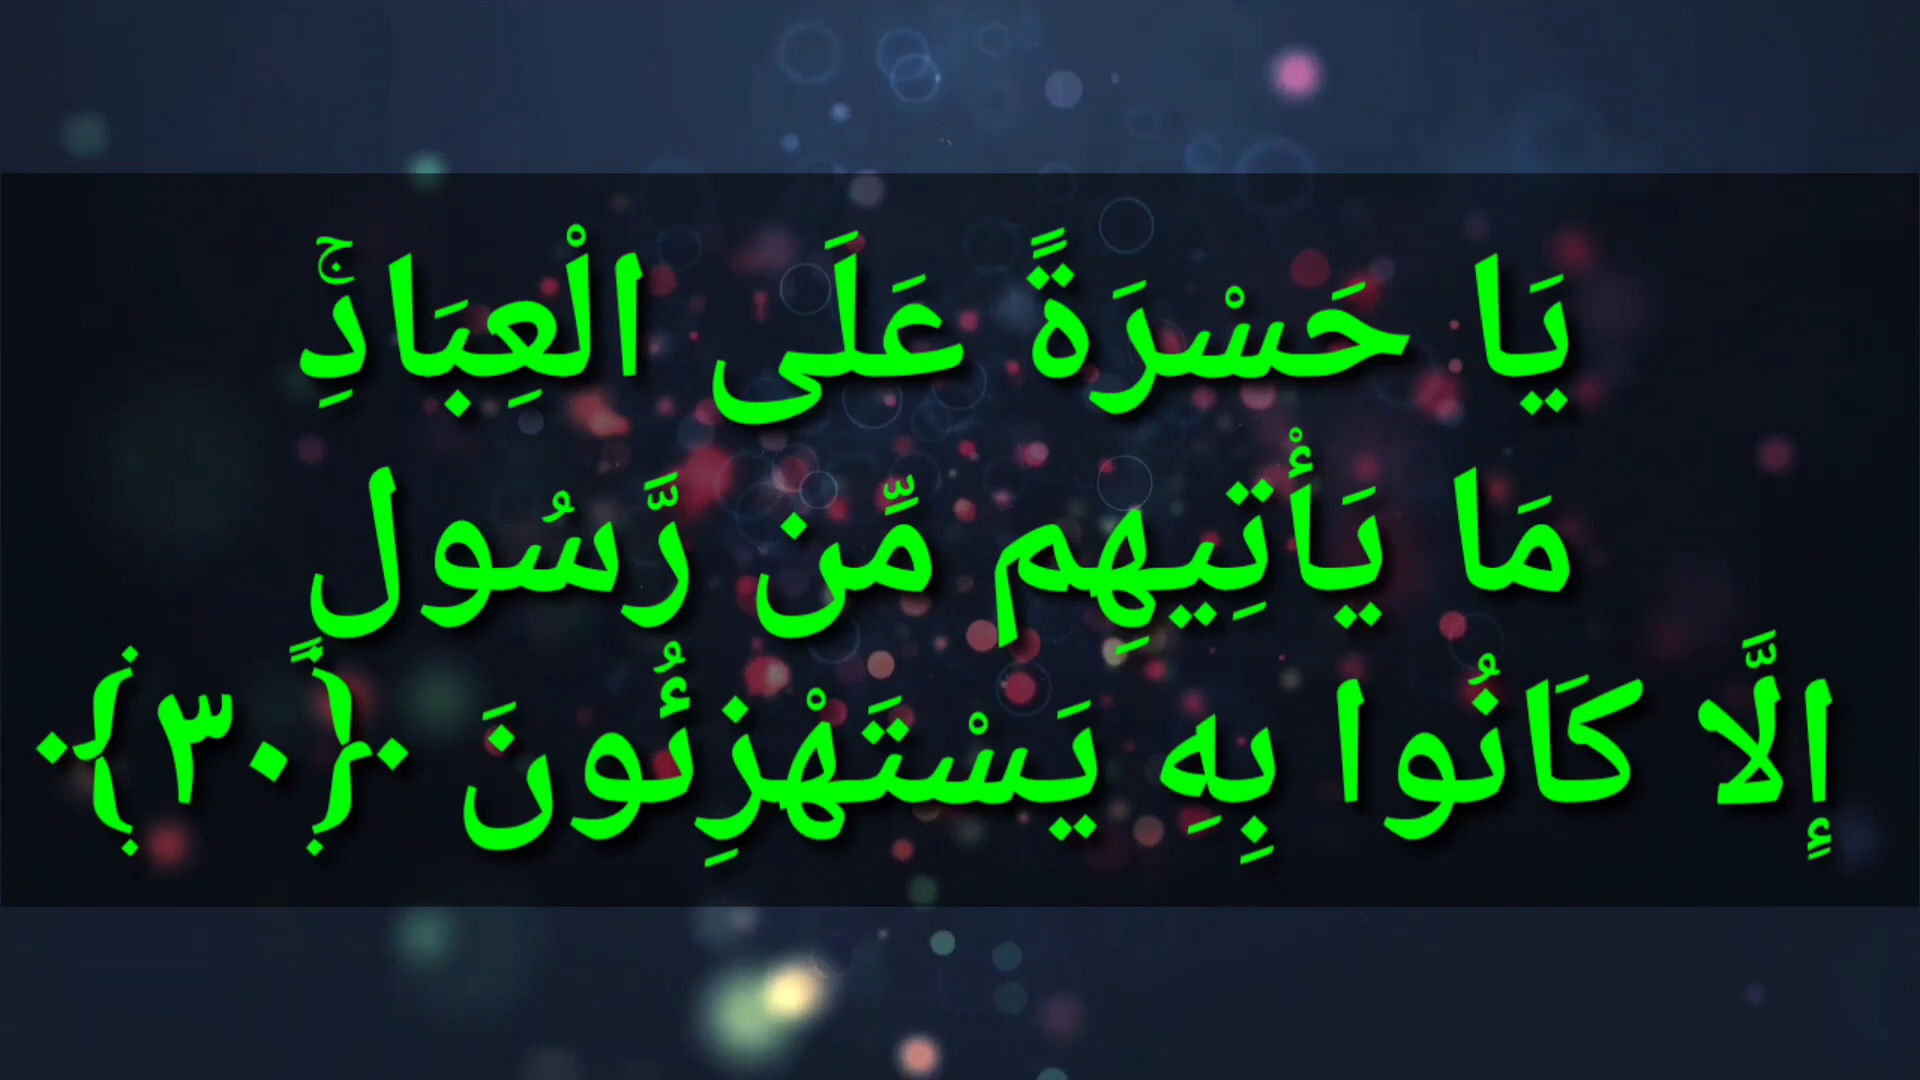 يَا حَسْرَةً عَلَى الْعِبَادِۚ
مَا يَأْتِيهِم مِّن رَّسُولٍ
إِلَّا كَانُوا بِهِ يَسْتَهْزِئُونَ ﴿٣٠﴾